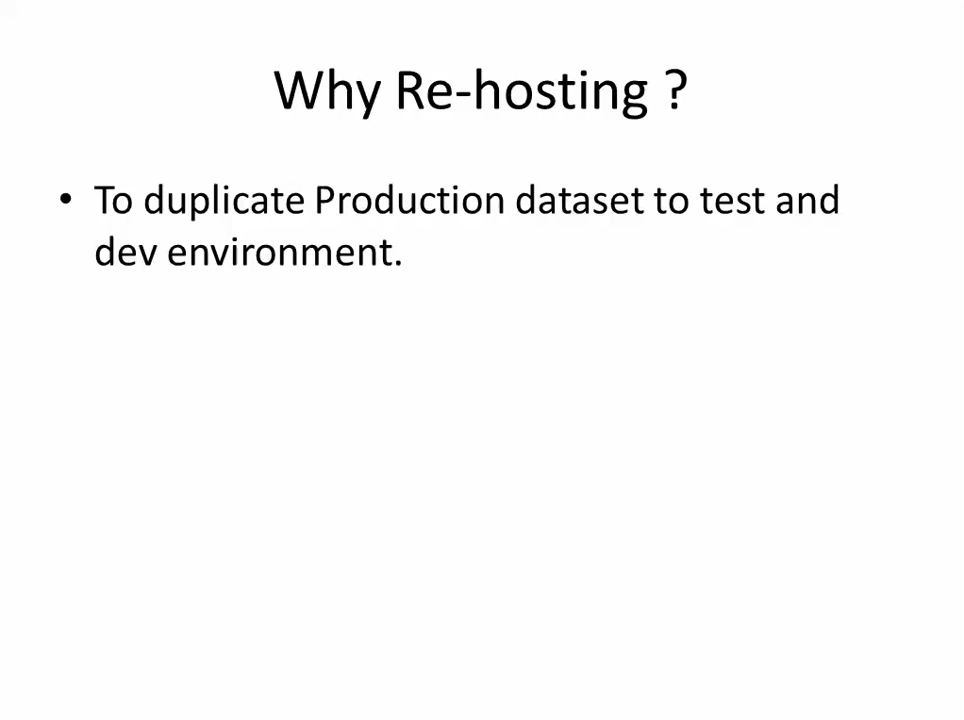 Why Re-hosting ?
• To duplicate Production dataset to test and
dev environment.